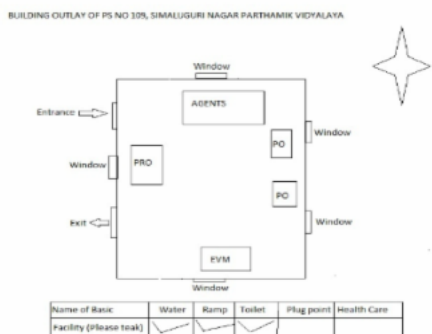 BUILDING OUTLAY OF PS NO 109, SIMALUGURI NAGAR PARTHAMIK VIDYALAYA
Window
AGENTS
Entrance
Window
PO
Window
PRO
PO
Exit
Window
EVM
Window
Name of Basic Water Ramp Toilet Plug point Health Care
Facility (Please teak)